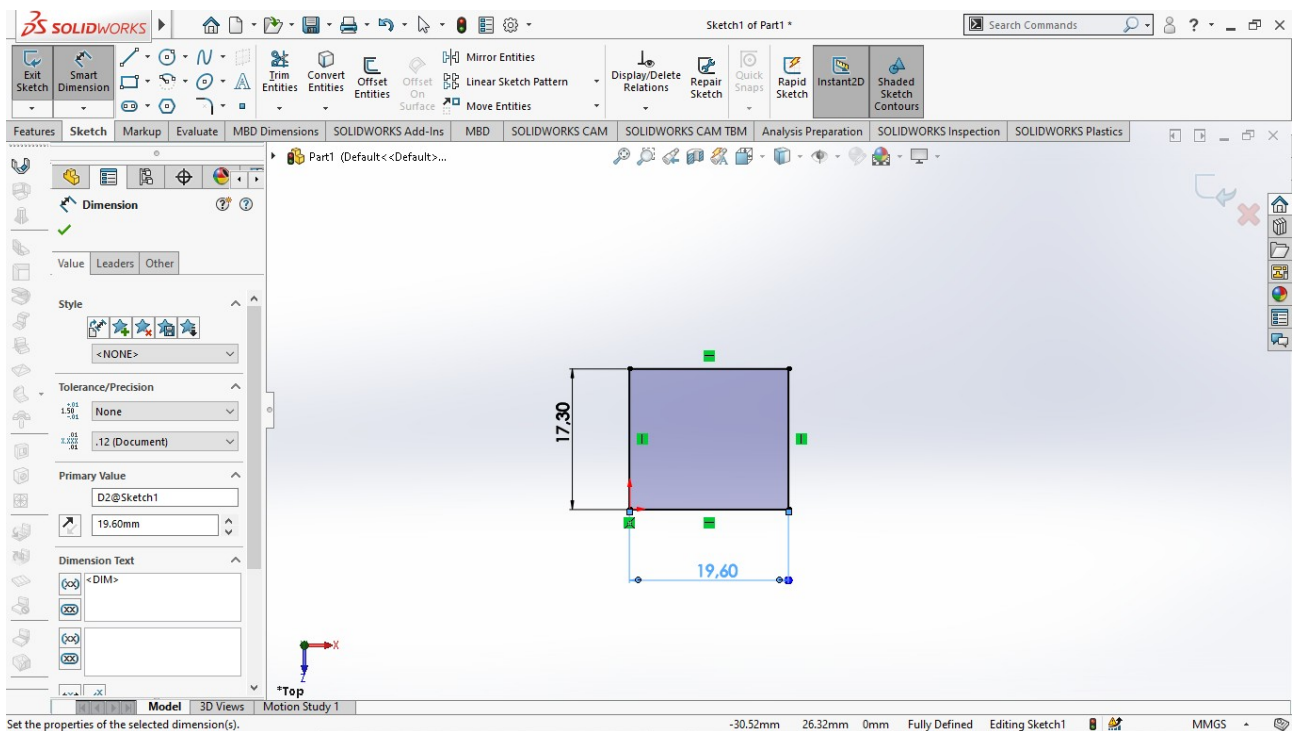 SOLIDWORKS
Sketch1 of Part1 *
Search Commands
?
Exit Sketch
Smart Dimension
Trim Entities
Convert Entities
Offset Entities
Offset On Surface
Mirror Entities
Linear Sketch Pattern
Move Entities
Display/Delete Relations
Repair Sketch
Quick Snaps
Rapid Sketch
Instant2D
Shaded Sketch Contours
Features Sketch Markup Evaluate MBD Dimensions SOLIDWORKS Add-Ins MBD SOLIDWORKS CAM SOLIDWORKS CAM TBM Analysis Preparation SOLIDWORKS Inspection SOLIDWORKS Plastics
Part1 (Default<<Default>...
Dimension
Value Leaders Other
Style
<NONE>
Tolerance/Precision
None
.12 (Document)
Primary Value
D2@Sketch1
19.60mm
Dimension Text
<DIM>
17,30
19,60
X
Z
*Top
Model 3D Views Motion Study 1
Set the properties of the selected dimension(s).
-30.52mm 26.32mm 0mm Fully Defined Editing Sketch1 MMGS